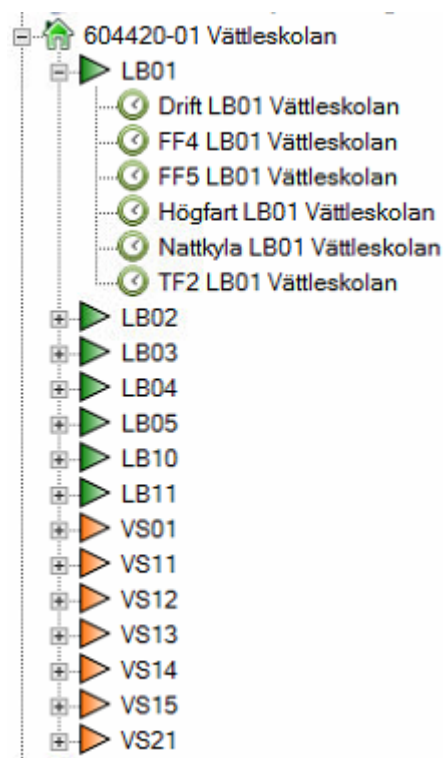 604420-01 Vättleskolan
LB01
Drift LB01 Vättleskolan
FF4 LB01 Vättleskolan
FF5 LB01 Vättleskolan
Högfart LB01 Vättleskolan
Nattkyla LB01 Vättleskolan
TF2 LB01 Vättleskolan
LB02
LB03
LB04
LB05
LB10
LB11
VS01
VS11
VS12
VS13
VS14
VS15
VS21